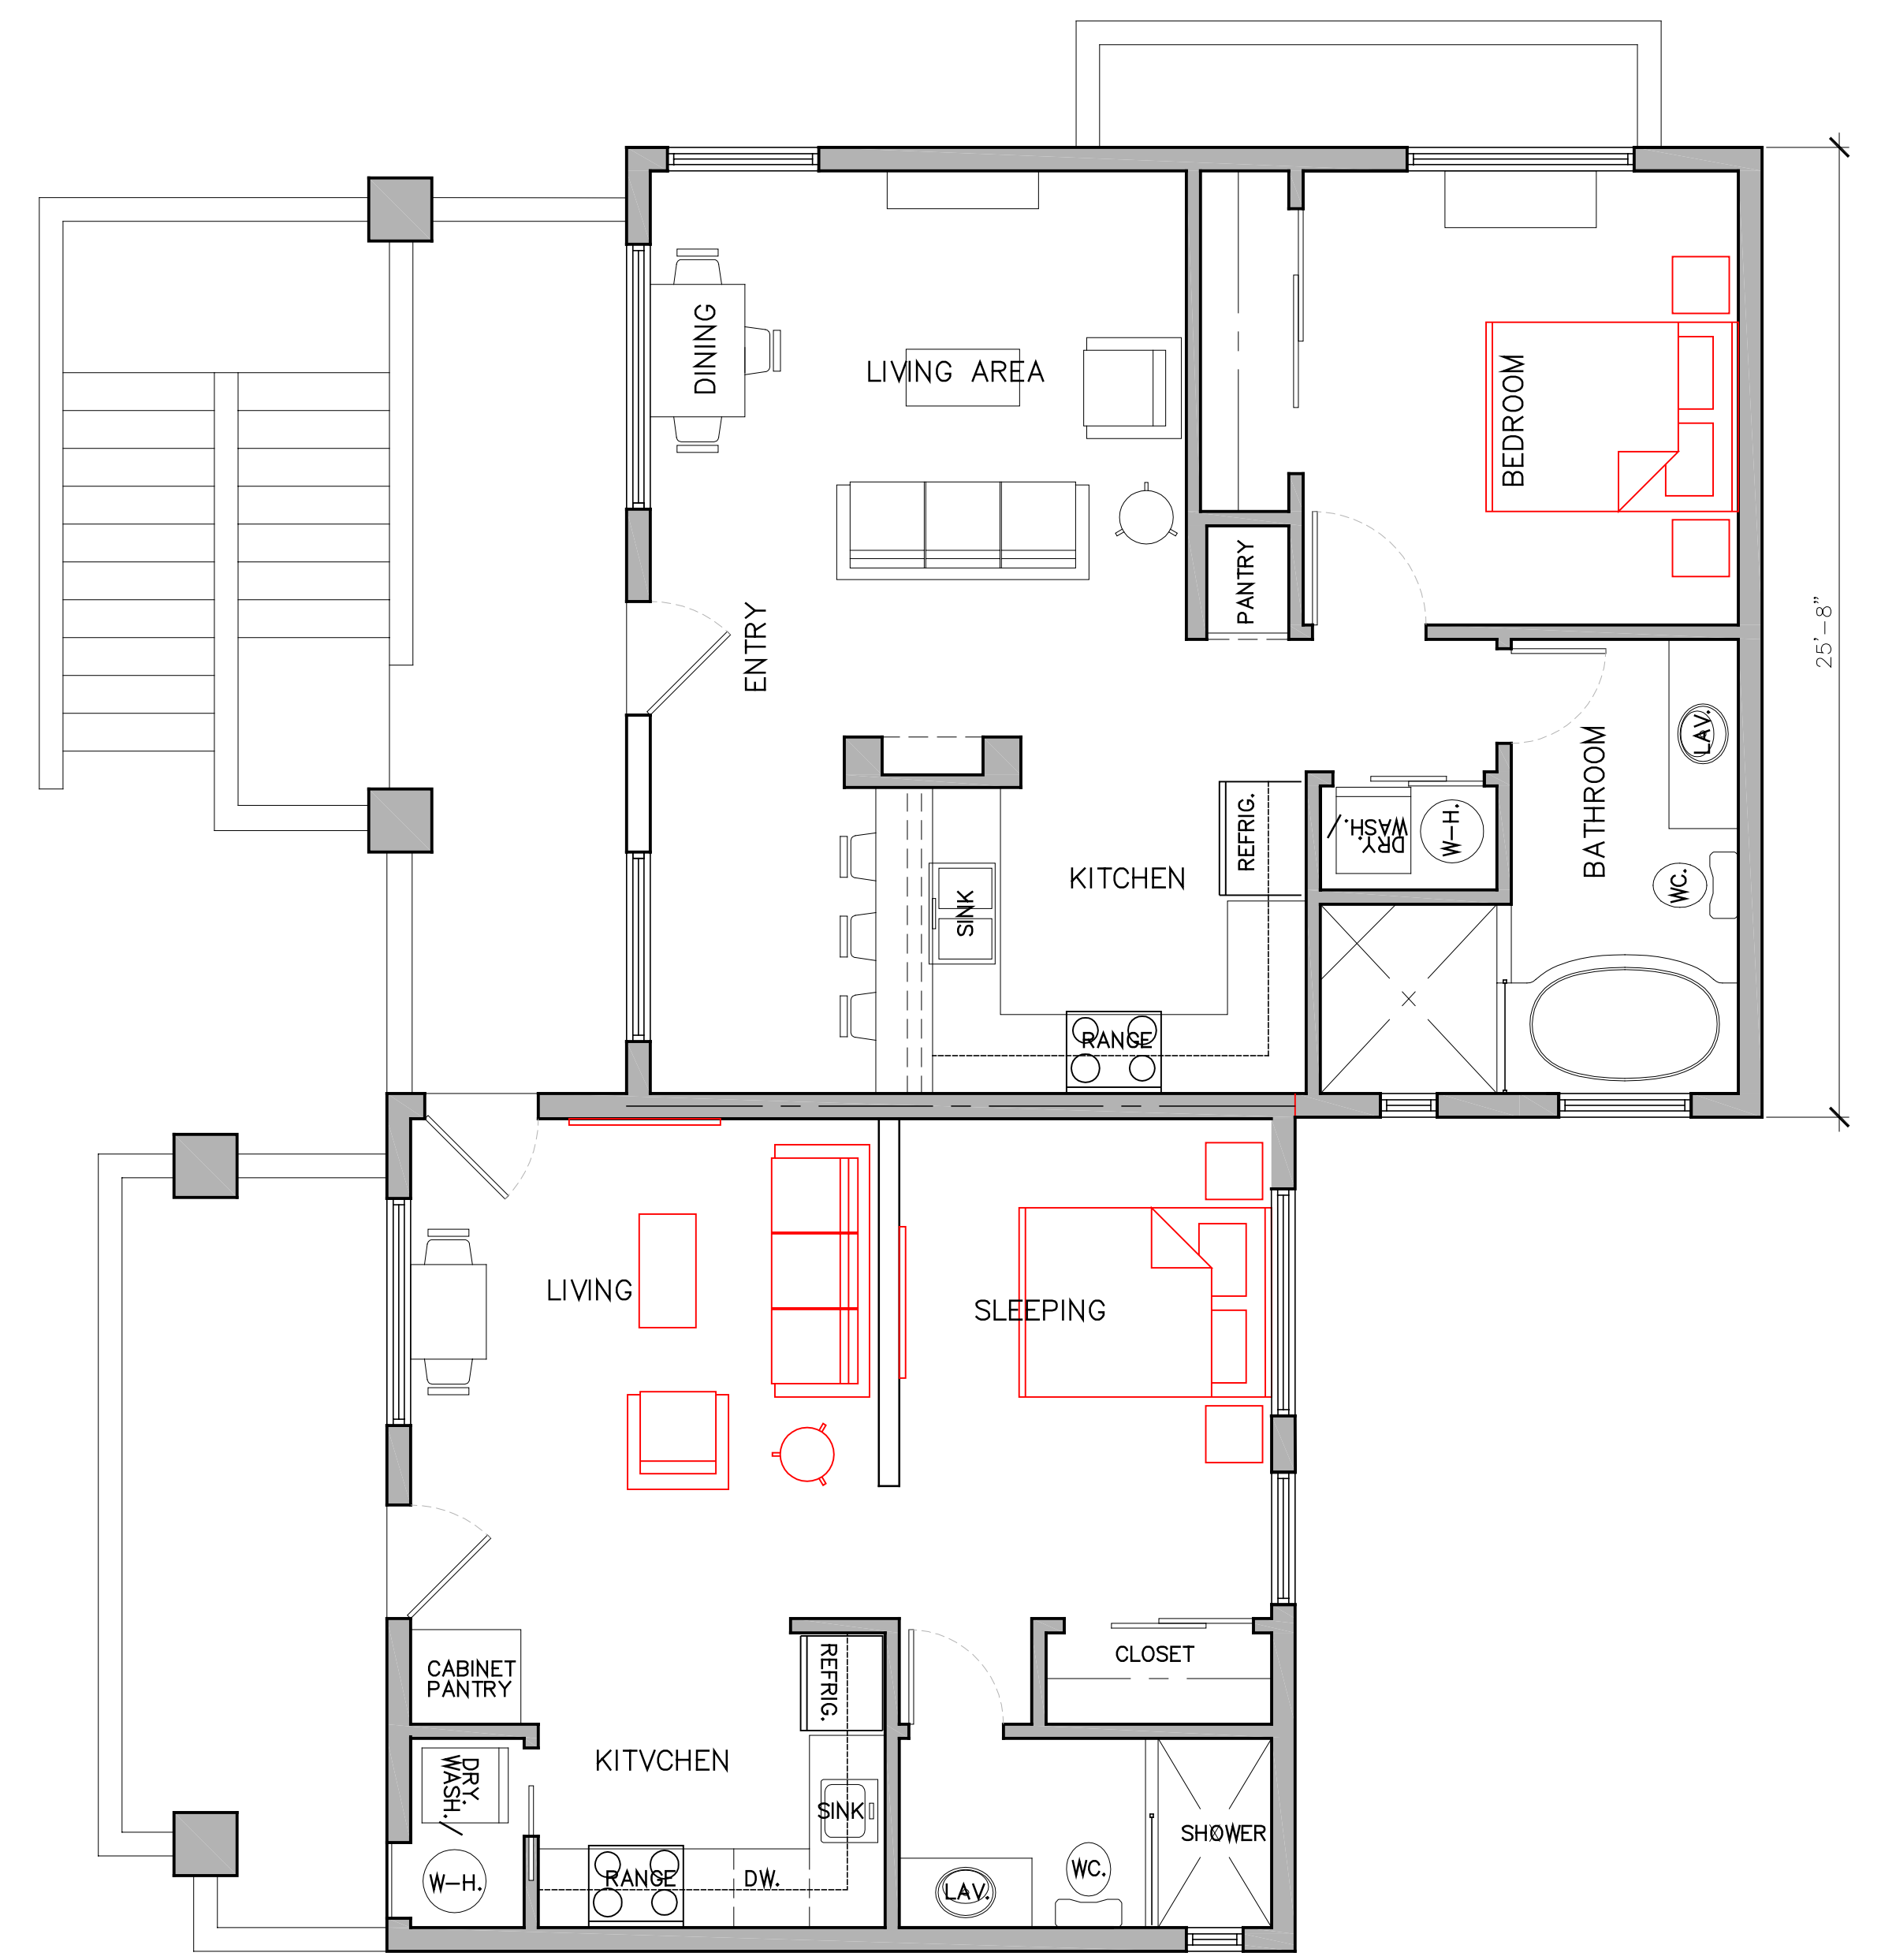 DINING
LIVING AREA
BEDROOM
PANTRY
ENTRY
25'-8"
LAV.
BATHROOM
REFRIG.
DRY.
WASH./
W-H.
KITCHEN
WC.
SINK
RANGE
LIVING
SLEEPING
CABINET
PANTRY
REFRIG.
CLOSET
KITVCHEN
DRY.
WASH./
SINK
SHOWER
W-H.
RANGE
DW.
LAV.
WC.